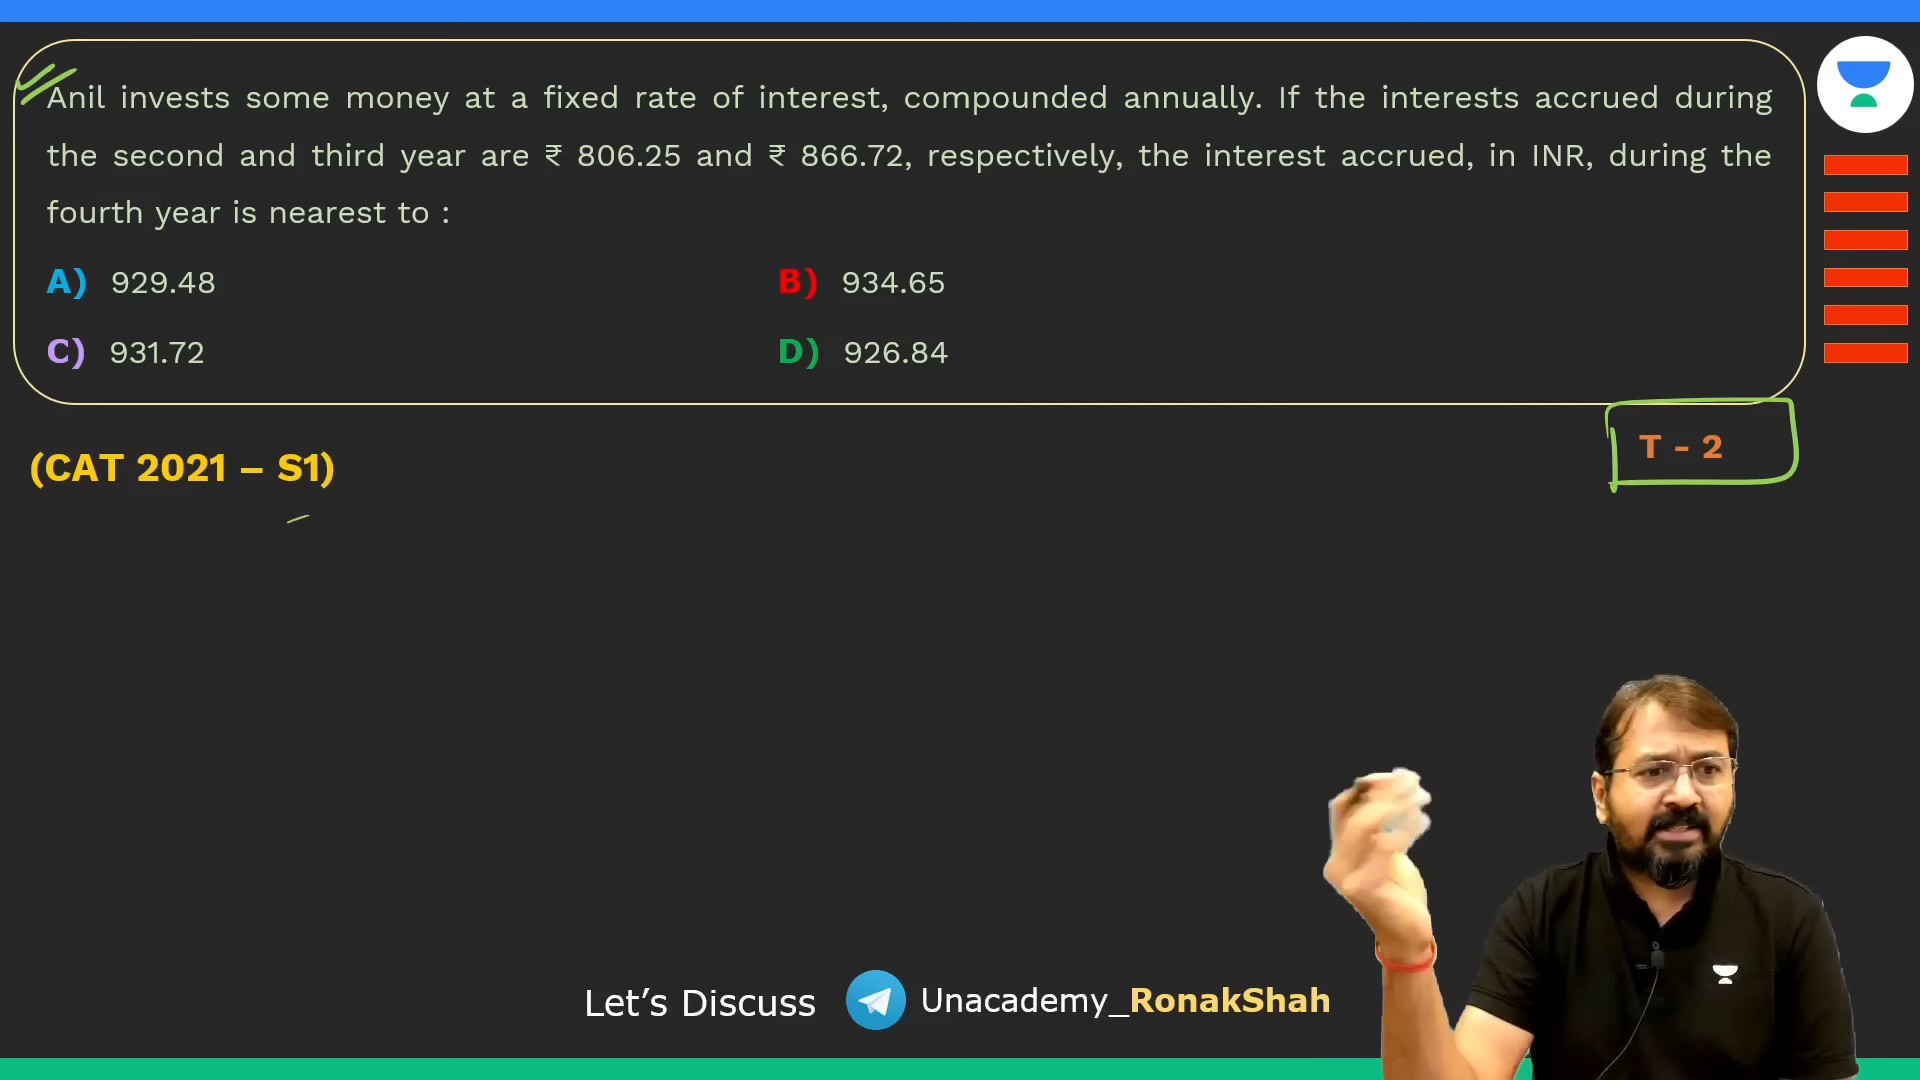 Anil invests some money at a fixed rate of interest, compounded annually. If the interests accrued during
the second and third year are ₹ 806.25 and ₹ 866.72, respectively, the interest accrued, in INR, during the
fourth year is nearest to :
A) 929.48
B) 934.65
C) 931.72
D) 926.84
T - 2
(CAT 2021 – S1)
Let’s Discuss
Unacademy_RonakShah